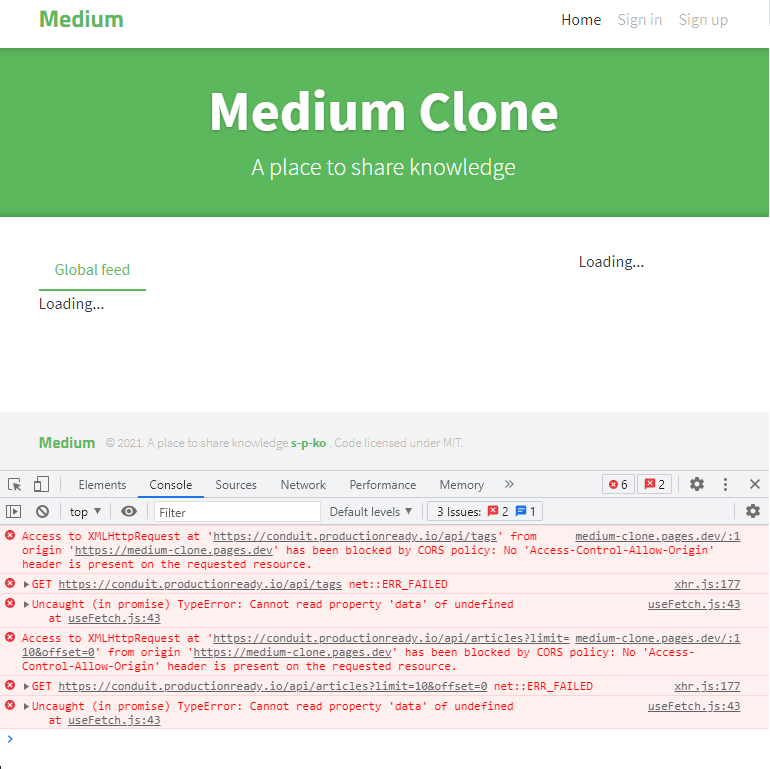 Medium
Home Sign in Sign up
Medium Clone
A place to share knowledge
Global feed
Loading...
Loading...
Medium © 2021. A place to share knowledge s-p-ko . Code licensed under MIT.
Elements Console Sources Network Performance Memory » 6 2
top ▼ Filter Default levels ▼ 3 Issues: 2 1
Access to XMLHttpRequest at 'https://conduit.productionready.io/api/tags' from medium-clone.pages.dev/:1
origin 'https://medium-clone.pages.dev' has been blocked by CORS policy: No 'Access-Control-Allow-Origin'
header is present on the requested resource.
GET https://conduit.productionready.io/api/tags net::ERR_FAILED xhr.js:177
Uncaught (in promise) TypeError: Cannot read property 'data' of undefined useFetch.js:43
at useFetch.js:43
Access to XMLHttpRequest at 'https://conduit.productionready.io/api/articles?limit= medium-clone.pages.dev/:1
10&offset=0' from origin 'https://medium-clone.pages.dev' has been blocked by CORS policy: No 'Access-
Control-Allow-Origin' header is present on the requested resource.
GET https://conduit.productionready.io/api/articles?limit=10&offset=0 net::ERR_FAILED xhr.js:177
Uncaught (in promise) TypeError: Cannot read property 'data' of undefined useFetch.js:43
at useFetch.js:43